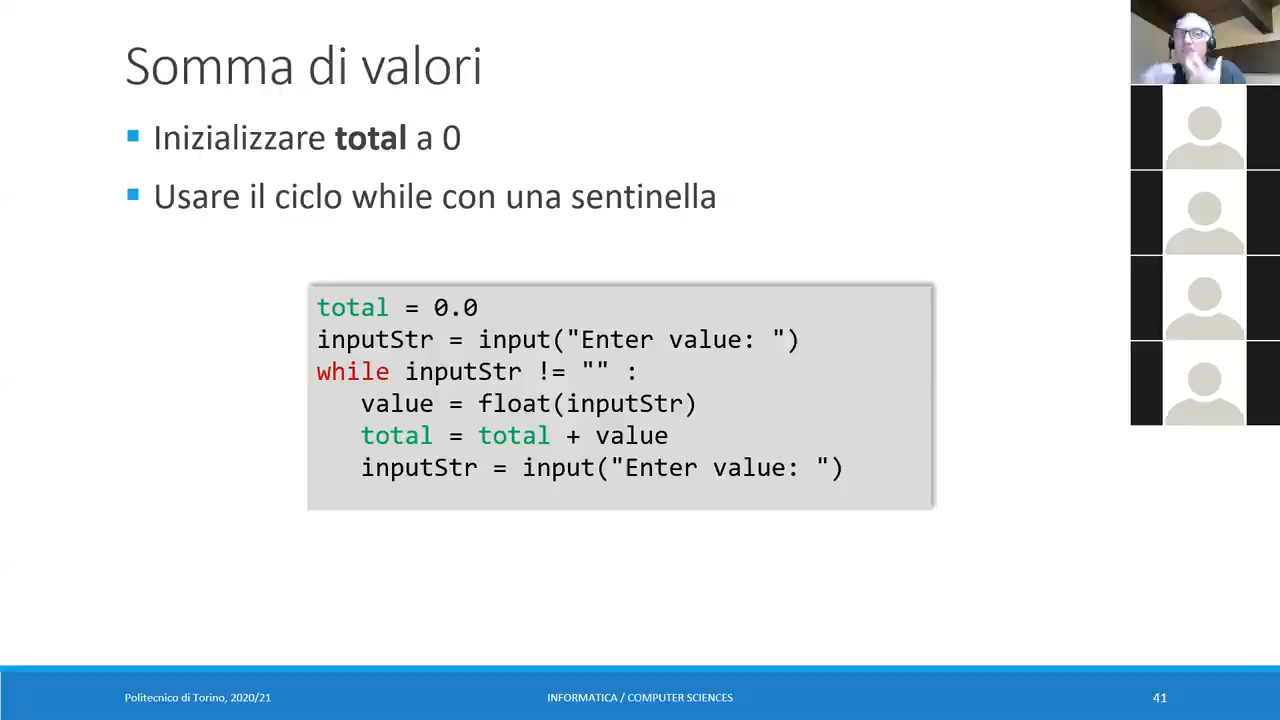 Somma di valori
Inizializzare total a 0
Usare il ciclo while con una sentinella
total = 0.0
inputStr = input("Enter value: ")
while inputStr != "" :
   value = float(inputStr)
   total = total + value
   inputStr = input("Enter value: ")
Politecnico di Torino, 2020/21
INFORMATICA / COMPUTER SCIENCES
41